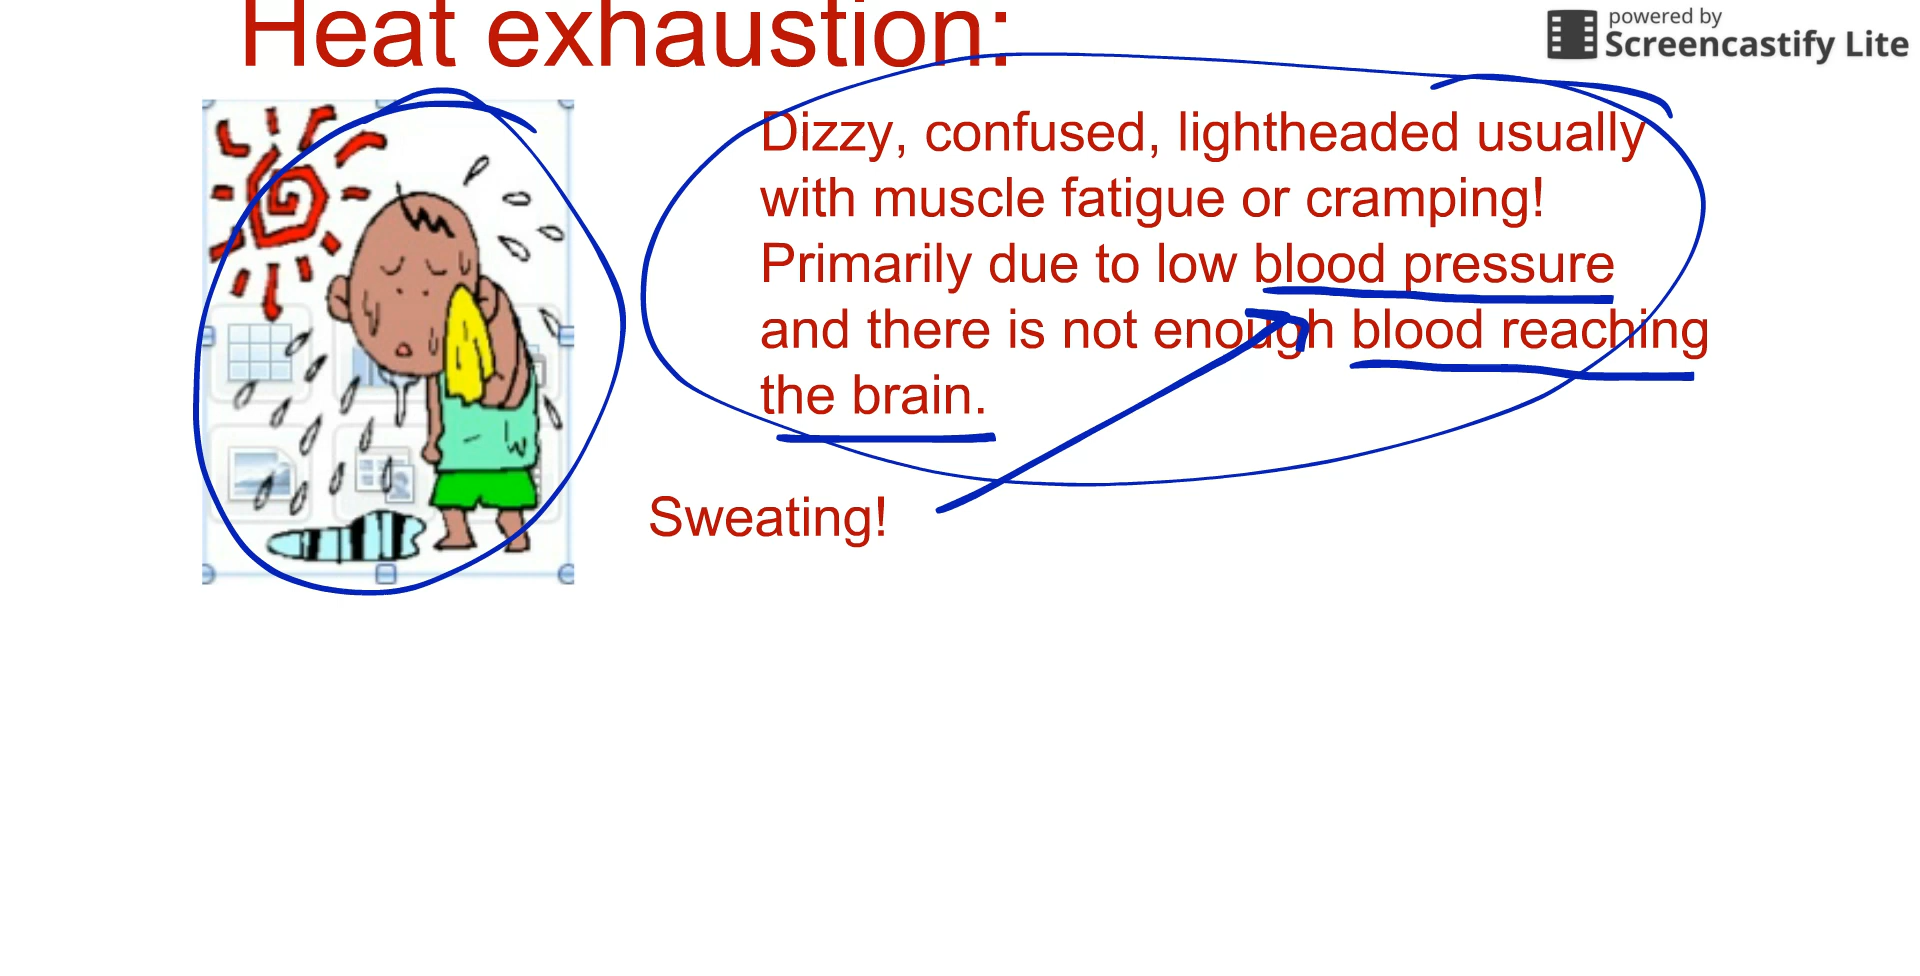 Heat exhaustion:
powered by
Screencastify Lite
Dizzy, confused, lightheaded usually
with muscle fatigue or cramping!
Primarily due to low blood pressure
and there is not enough blood reaching
the brain.
Sweating!